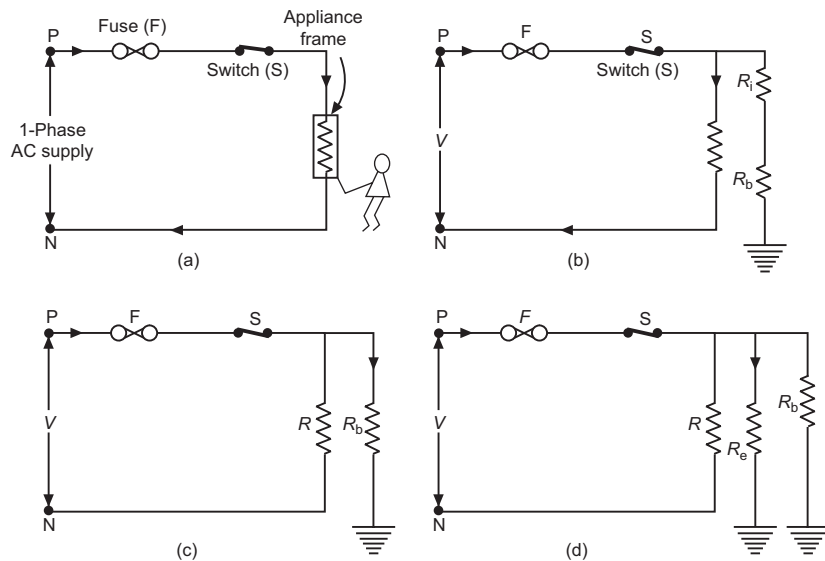 Appliance
frame
P
Fuse (F)
Switch (S)
1-Phase
AC supply
N
(a)
P
F
S
Switch (S)
V
Ri
Rb
N
(b)
P
F
S
V
R
Rb
N
(c)
P
F
S
V
R
Re
Rb
N
(d)